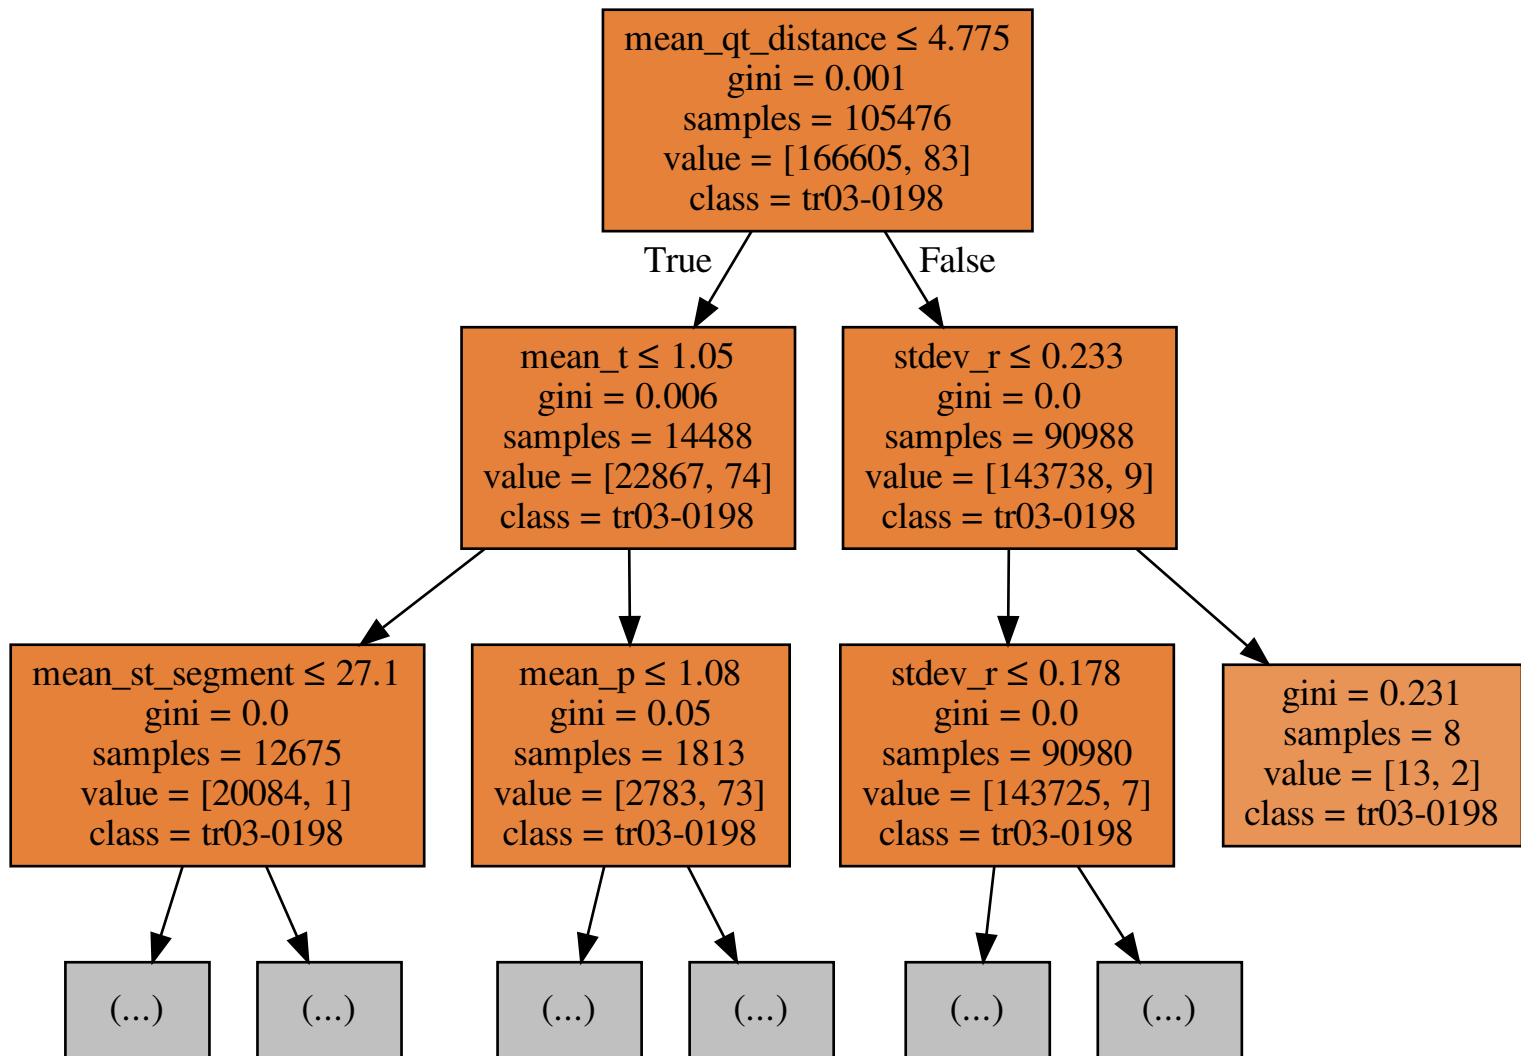 mean_qt_distance ≤ 4.775
gini = 0.001
samples = 105476
value = [166605, 83]
class = tr03-0198
True
False
mean_t ≤ 1.05
gini = 0.006
samples = 14488
value = [22867, 74]
class = tr03-0198
stdev_r ≤ 0.233
gini = 0.0
samples = 90988
value = [143738, 9]
class = tr03-0198
mean_st_segment ≤ 27.1
gini = 0.0
samples = 12675
value = [20084, 1]
class = tr03-0198
mean_p ≤ 1.08
gini = 0.05
samples = 1813
value = [2783, 73]
class = tr03-0198
stdev_r ≤ 0.178
gini = 0.0
samples = 90980
value = [143725, 7]
class = tr03-0198
gini = 0.231
samples = 8
value = [13, 2]
class = tr03-0198
(...)
(...)
(...)
(...)
(...)
(...)